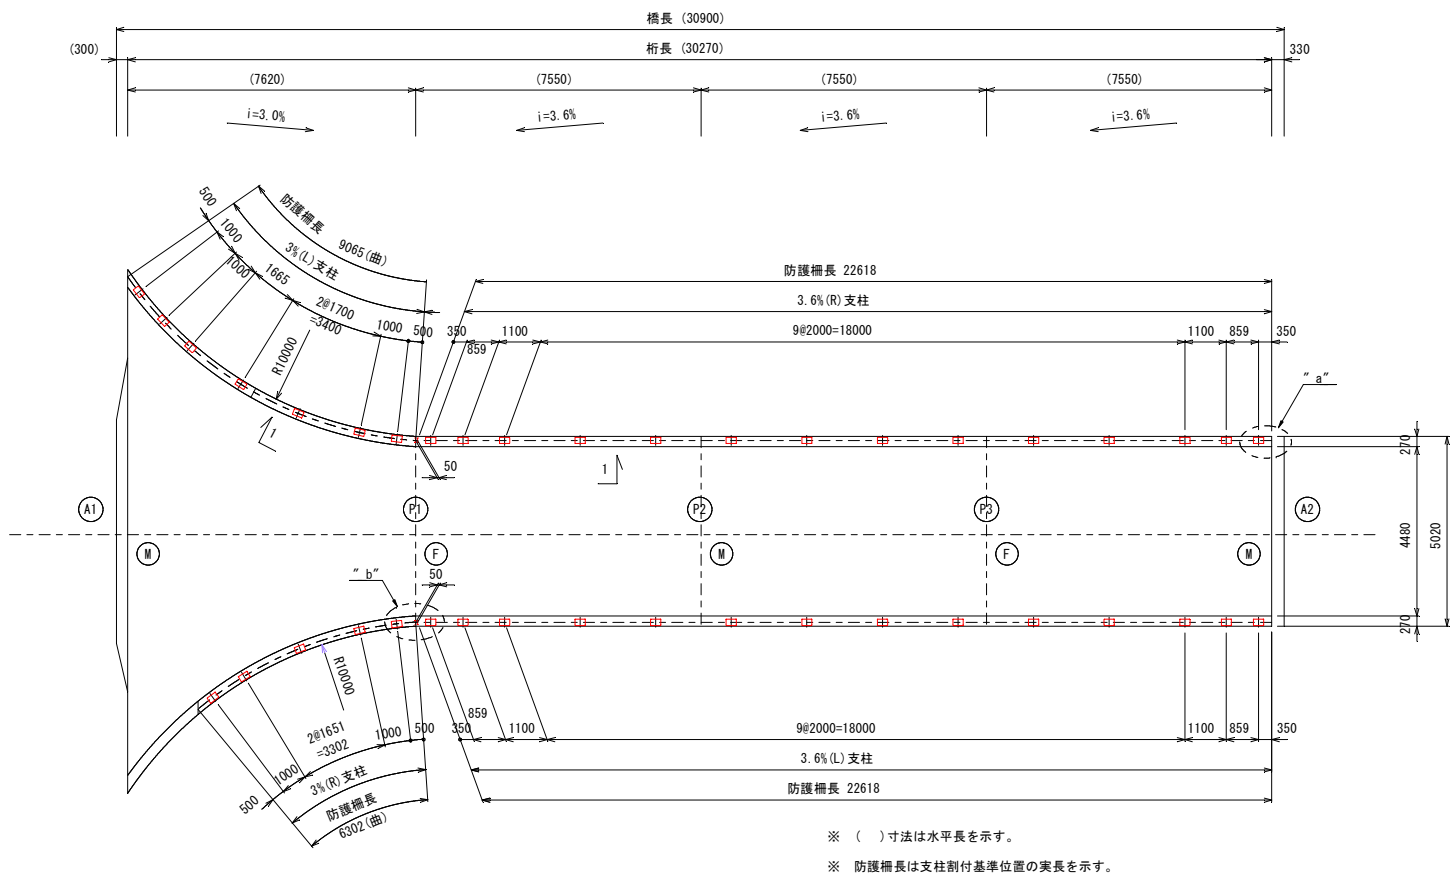 橋長 (30900)
(300)
桁長 (30270)
330
(7620)
(7550)
(7550)
(7550)
i=3.0%
i=3.6%
i=3.6%
i=3.6%
防護柵長 9065(曲)
3%(L)支柱
500
1000
1000
1665
2@1700
=3400
1000
500
R10000
防護柵長 22618
3.6%(R)支柱
350
859
1100
9@2000=18000
1100
859
350
" a"
1
1
50
270
4480
5020
270
A1
P1
P2
P3
A2
M
F
M
F
M
" b"
50
R10000
500
1000
2@1651
=3302
1000
500
3%(R)支柱
防護柵長
6302(曲)
350
859
1100
9@2000=18000
1100
859
350
3.6%(L)支柱
防護柵長 22618
※ ( )寸法は水平長を示す。
※ 防護柵長は支柱割付基準位置の実長を示す。